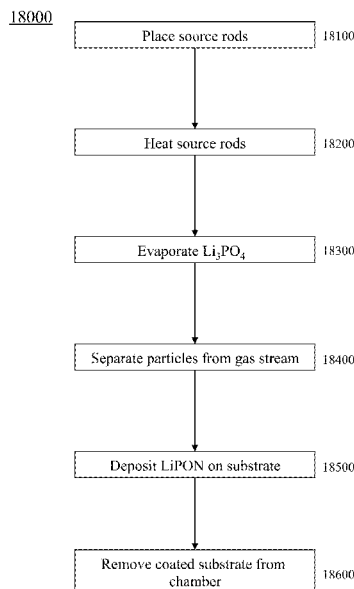 18000
Place source rods
18100
Heat source rods
18200
Evaporate Li₃PO₄
18300
Separate particles from gas stream
18400
Deposit LiPON on substrate
18500
Remove coated substrate from
chamber
18600